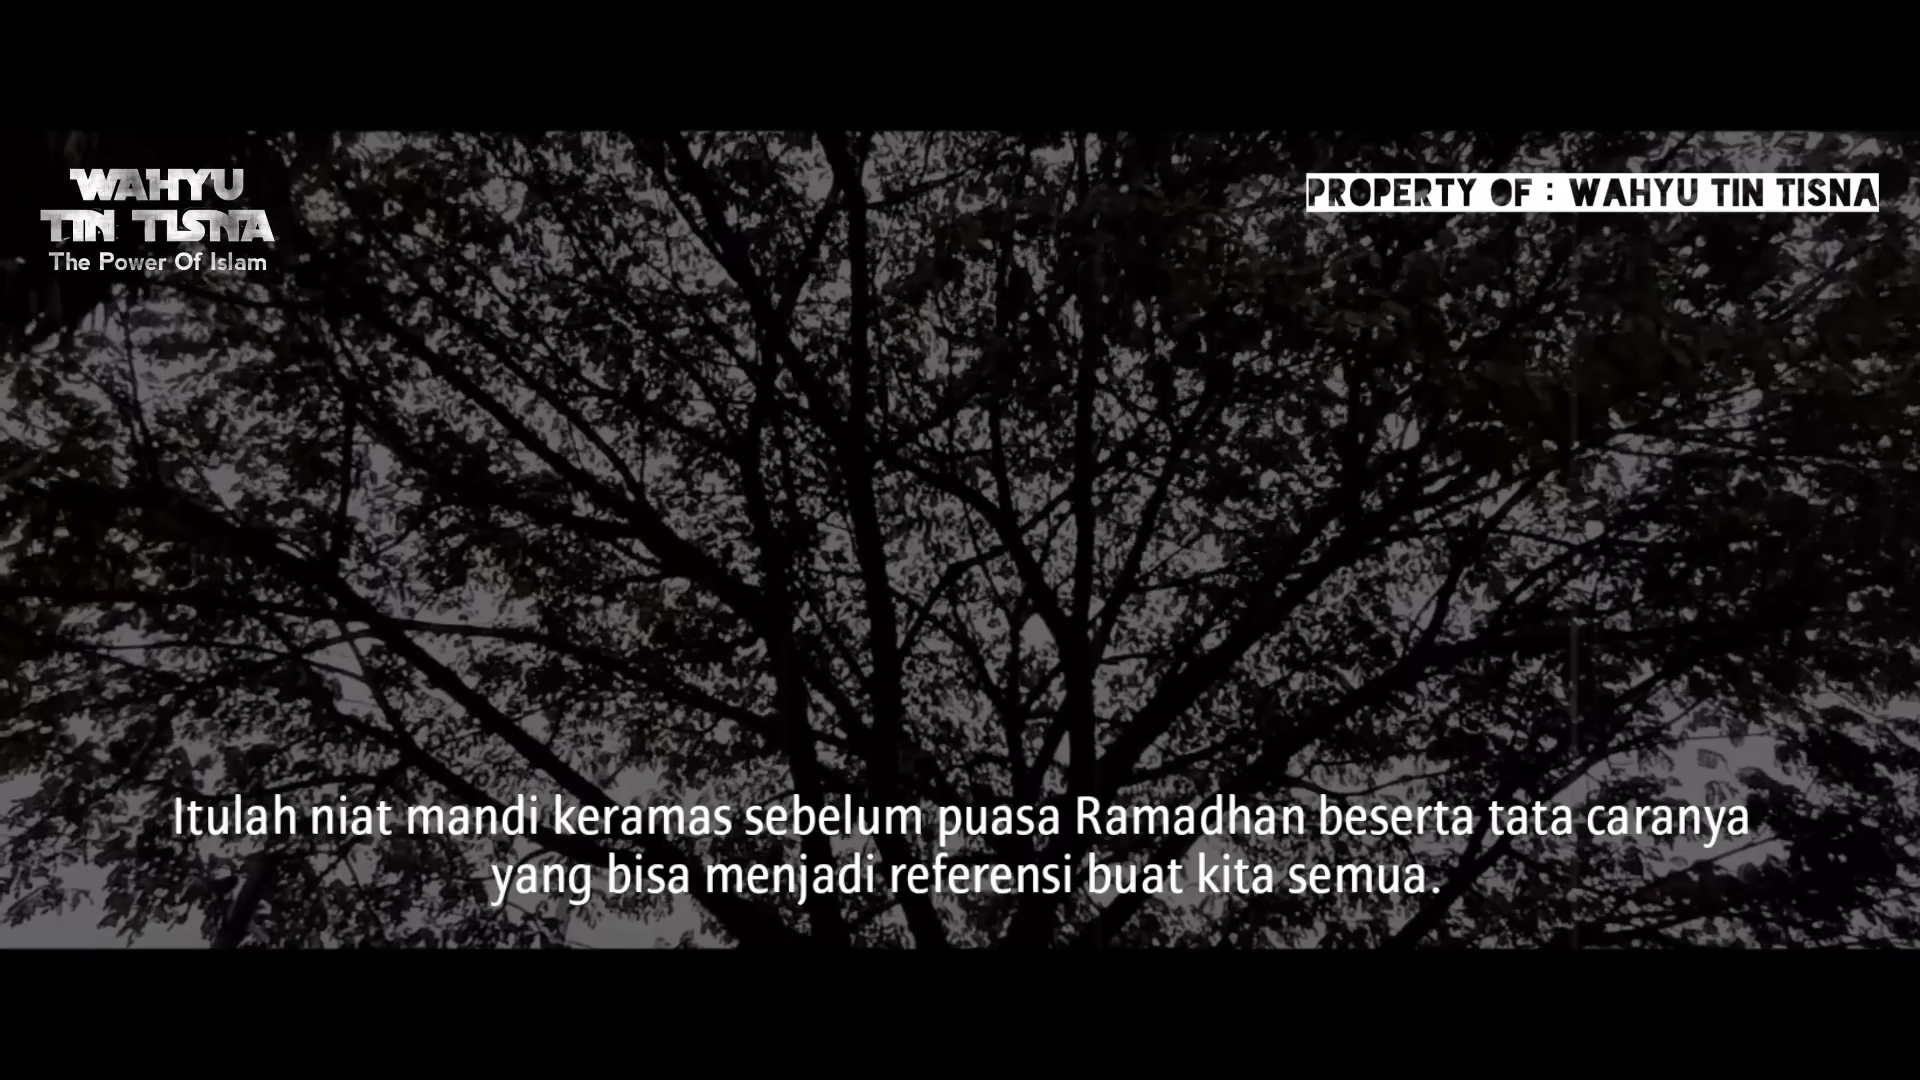 WAHYU
TIN TISNA
The Power Of Islam
PROPERTY OF : WAHYU TIN TISNA
Itulah niat mandi keramas sebelum puasa Ramadhan beserta tata caranya
yang bisa menjadi referensi buat kita semua.